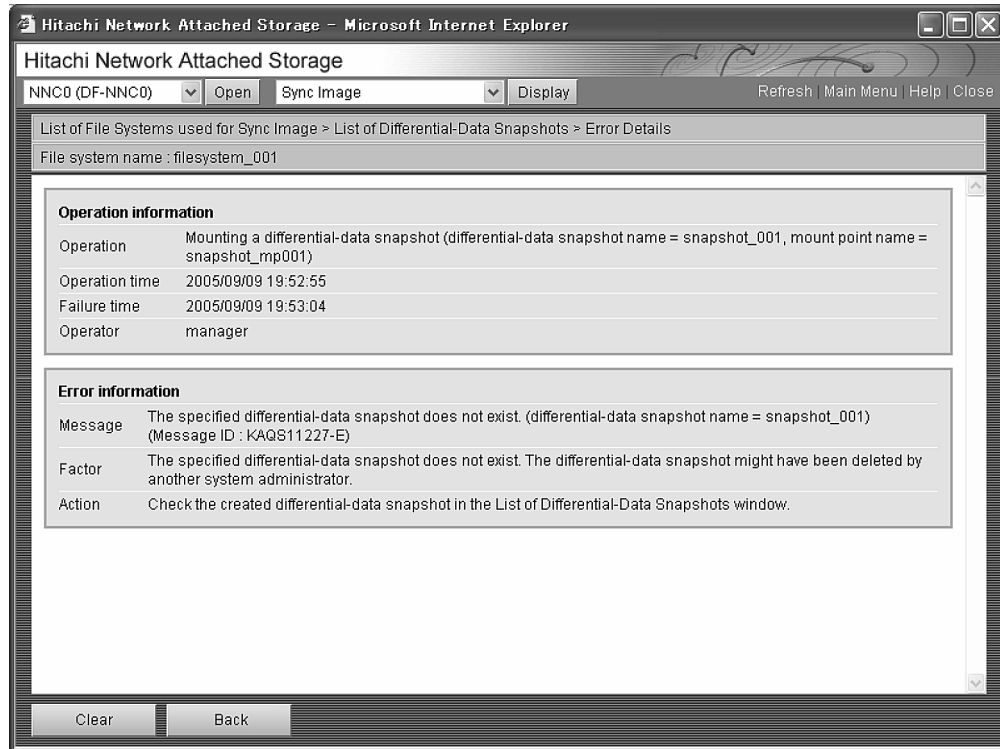 Hitachi Network Attached Storage - Microsoft Internet Explorer
Hitachi Network Attached Storage
NNC0 (DF-NNC0) Open Sync Image Display Refresh | Main Menu | Help | Close
List of File Systems used for Sync Image > List of Differential-Data Snapshots > Error Details
File system name : filesystem_001
Operation information
Operation Mounting a differential-data snapshot (differential-data snapshot name = snapshot_001, mount point name =
snapshot_mp001)
Operation time 2005/09/09 19:52:55
Failure time 2005/09/09 19:53:04
Operator manager
Error information
Message The specified differential-data snapshot does not exist. (differential-data snapshot name = snapshot_001)
(Message ID : KAQS11227-E)
Factor The specified differential-data snapshot does not exist. The differential-data snapshot might have been deleted by
another system administrator.
Action Check the created differential-data snapshot in the List of Differential-Data Snapshots window.
Clear Back